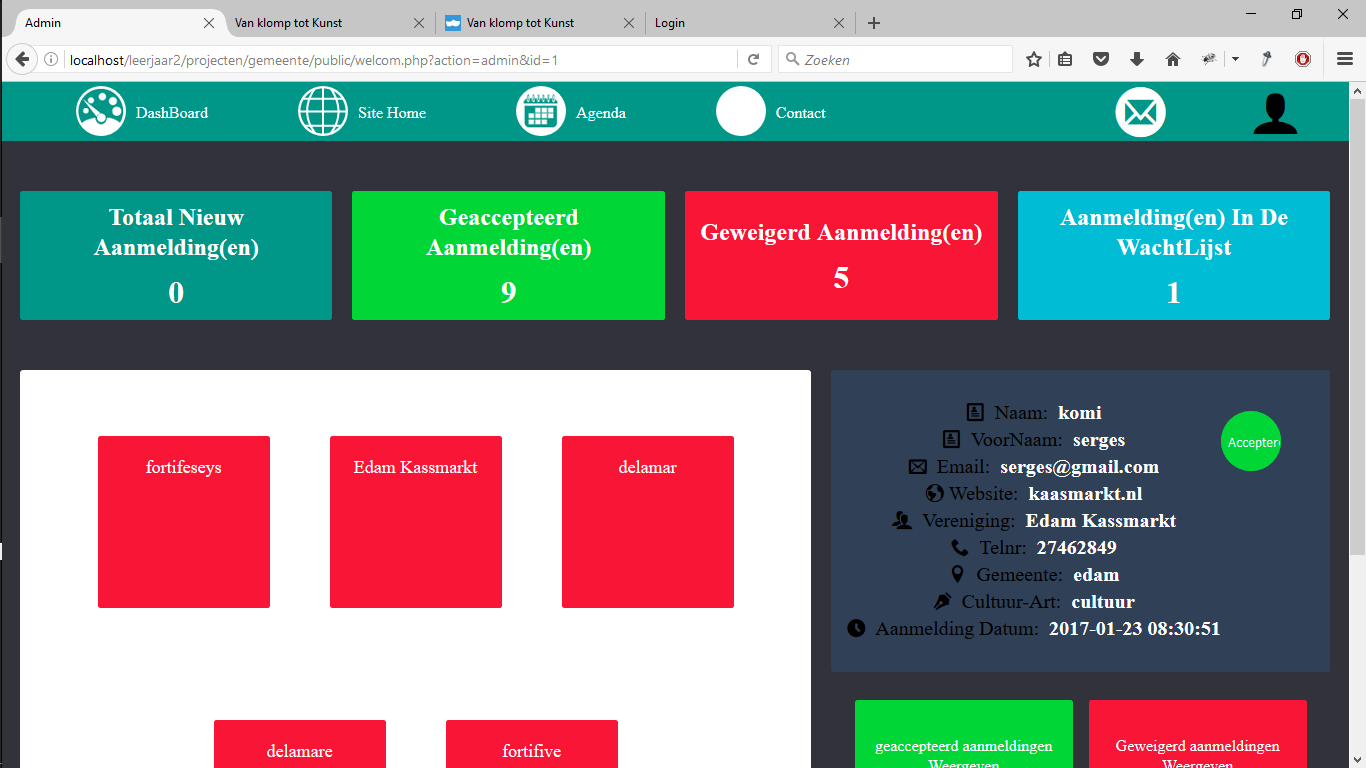 Admin
Van klomp tot Kunst
Van klomp tot Kunst
Login
localhost/leerjaar2/projecten/gemeente/public/welcom.php?action=admin&id=1
Zoeken
DashBoard
Site Home
Agenda
Contact
Totaal Nieuw
Aanmelding(en)
0
Geaccepteerd
Aanmelding(en)
9
Geweigerd Aanmelding(en)
5
Aanmelding(en) In De
WachtLijst
1
fortifeseys
Edam Kassmarkt
delamar
delamare
fortifive
Naam: komi
VoorNaam: serges
Email: serges@gmail.com
Website: kaasmarkt.nl
Vereniging: Edam Kassmarkt
Telnr: 27462849
Gemeente: edam
Cultuur-Art: cultuur
Aanmelding Datum: 2017-01-23 08:30:51
Accepter
geaccepteerd aanmeldingen
Weergeven
Geweigerd aanmeldingen
Weergeven